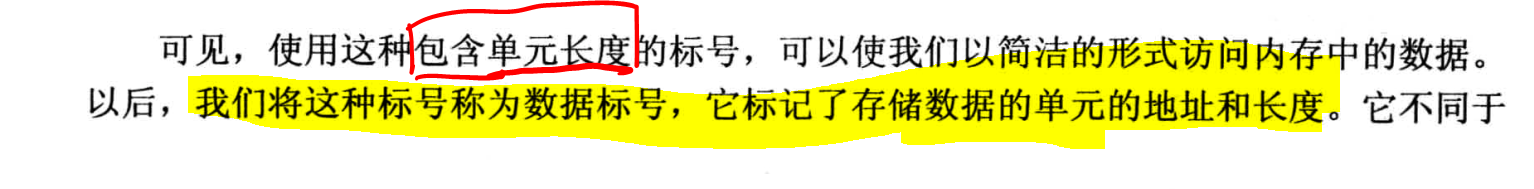 可见，使用这种包含单元长度的标号，可以使我们以简洁的形式访问内存中的数据。
以后，我们将这种标号称为数据标号，它标记了存储数据的单元的地址和长度。它不同于